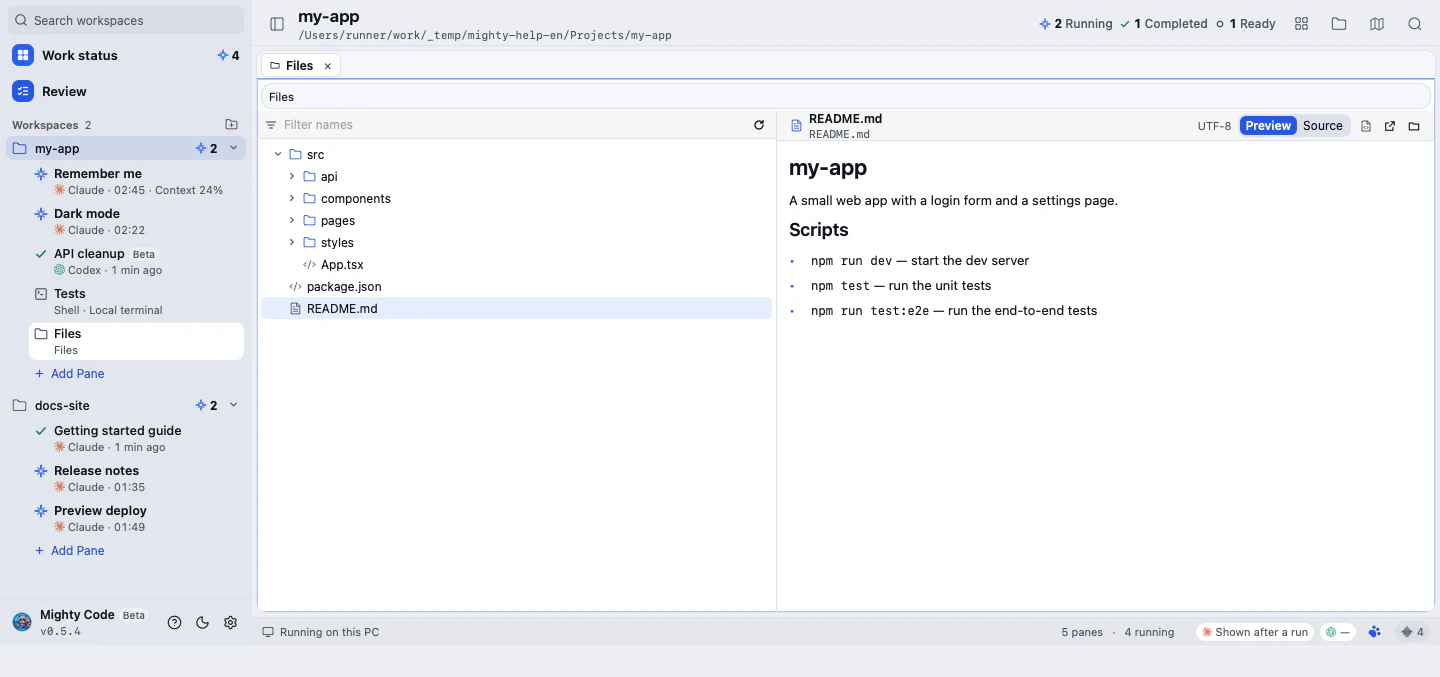 Search workspaces
Work status 4
Review
Workspaces 2
my-app 2
Remember me
Claude · 02:45 · Context 24%
Dark mode
Claude · 02:22
API cleanup Beta
Codex · 1 min ago
Tests
Shell · Local terminal
Files
Files
+ Add Pane
docs-site 2
Getting started guide
Claude · 1 min ago
Release notes
Claude · 01:35
Preview deploy
Claude · 01:49
+ Add Pane
Mighty Code Beta
v0.5.4
my-app
/Users/runner/work/_temp/mighty-help-en/Projects/my-app
2 Running 1 Completed 1 Ready
Files ×
Files
Filter names
src
api
components
pages
styles
</> App.tsx
</> package.json
README.md
README.md
README.md
UTF-8 Preview Source
my-app
A small web app with a login form and a settings page.
Scripts
• npm run dev — start the dev server
• npm test — run the unit tests
• npm run test:e2e — run the end-to-end tests
Running on this PC
5 panes · 4 running
Shown after a run
—
4